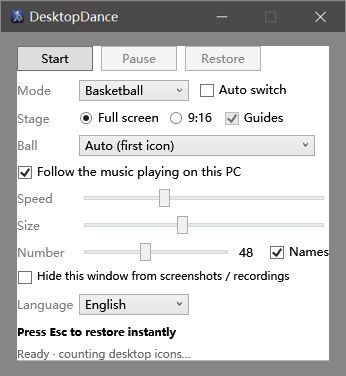 DesktopDance
Start Pause Restore
Mode Basketball Auto switch
Stage Full screen 9:16 Guides
Ball Auto (first icon)
Follow the music playing on this PC
Speed
Size
Number 48 Names
Hide this window from screenshots / recordings
Language English
Press Esc to restore instantly
Ready · counting desktop icons...